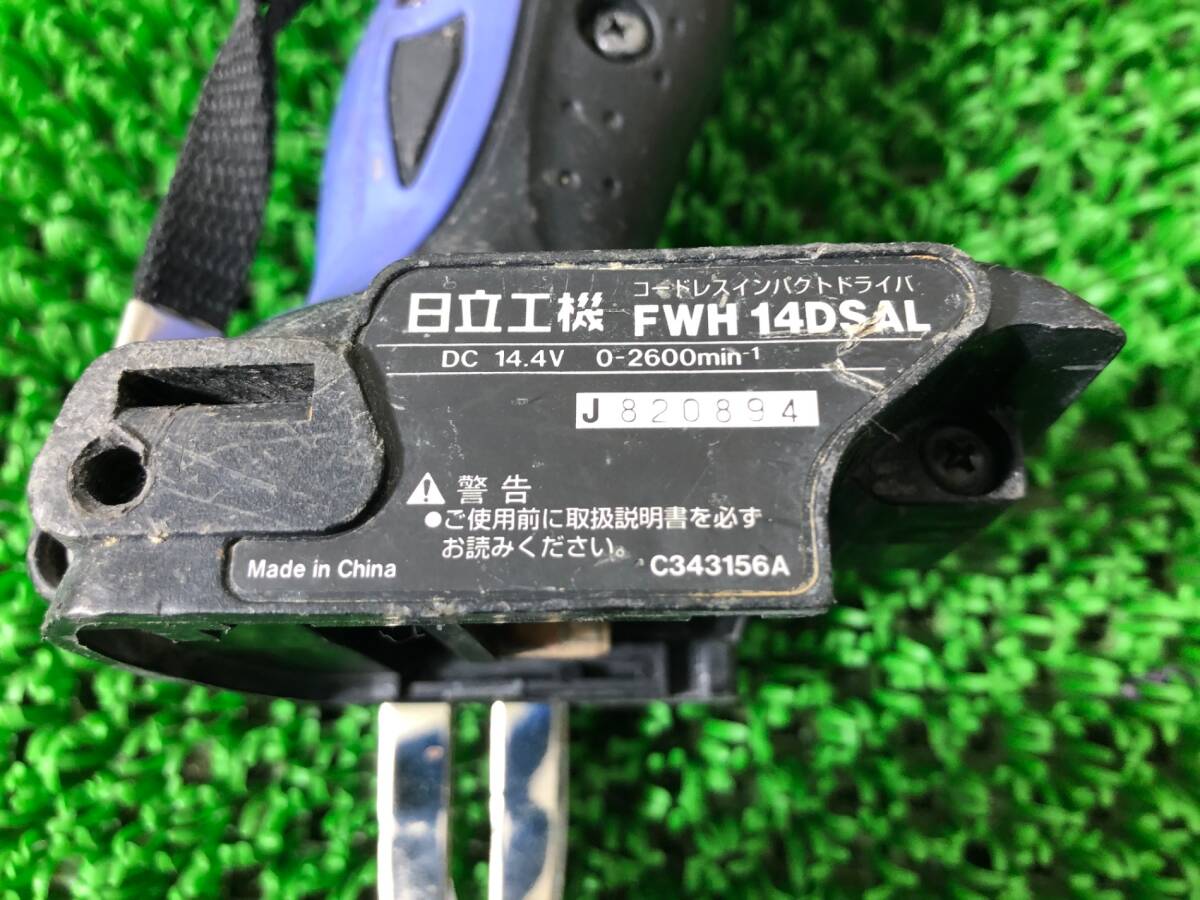 日立工機
コードレスインパクトドライバ
FWH 14DSAL
DC 14.4V 0-2600min-1
J 820894
警告
●ご使用前に取扱説明書を必ず
お読みください。
Made in China
C343156A